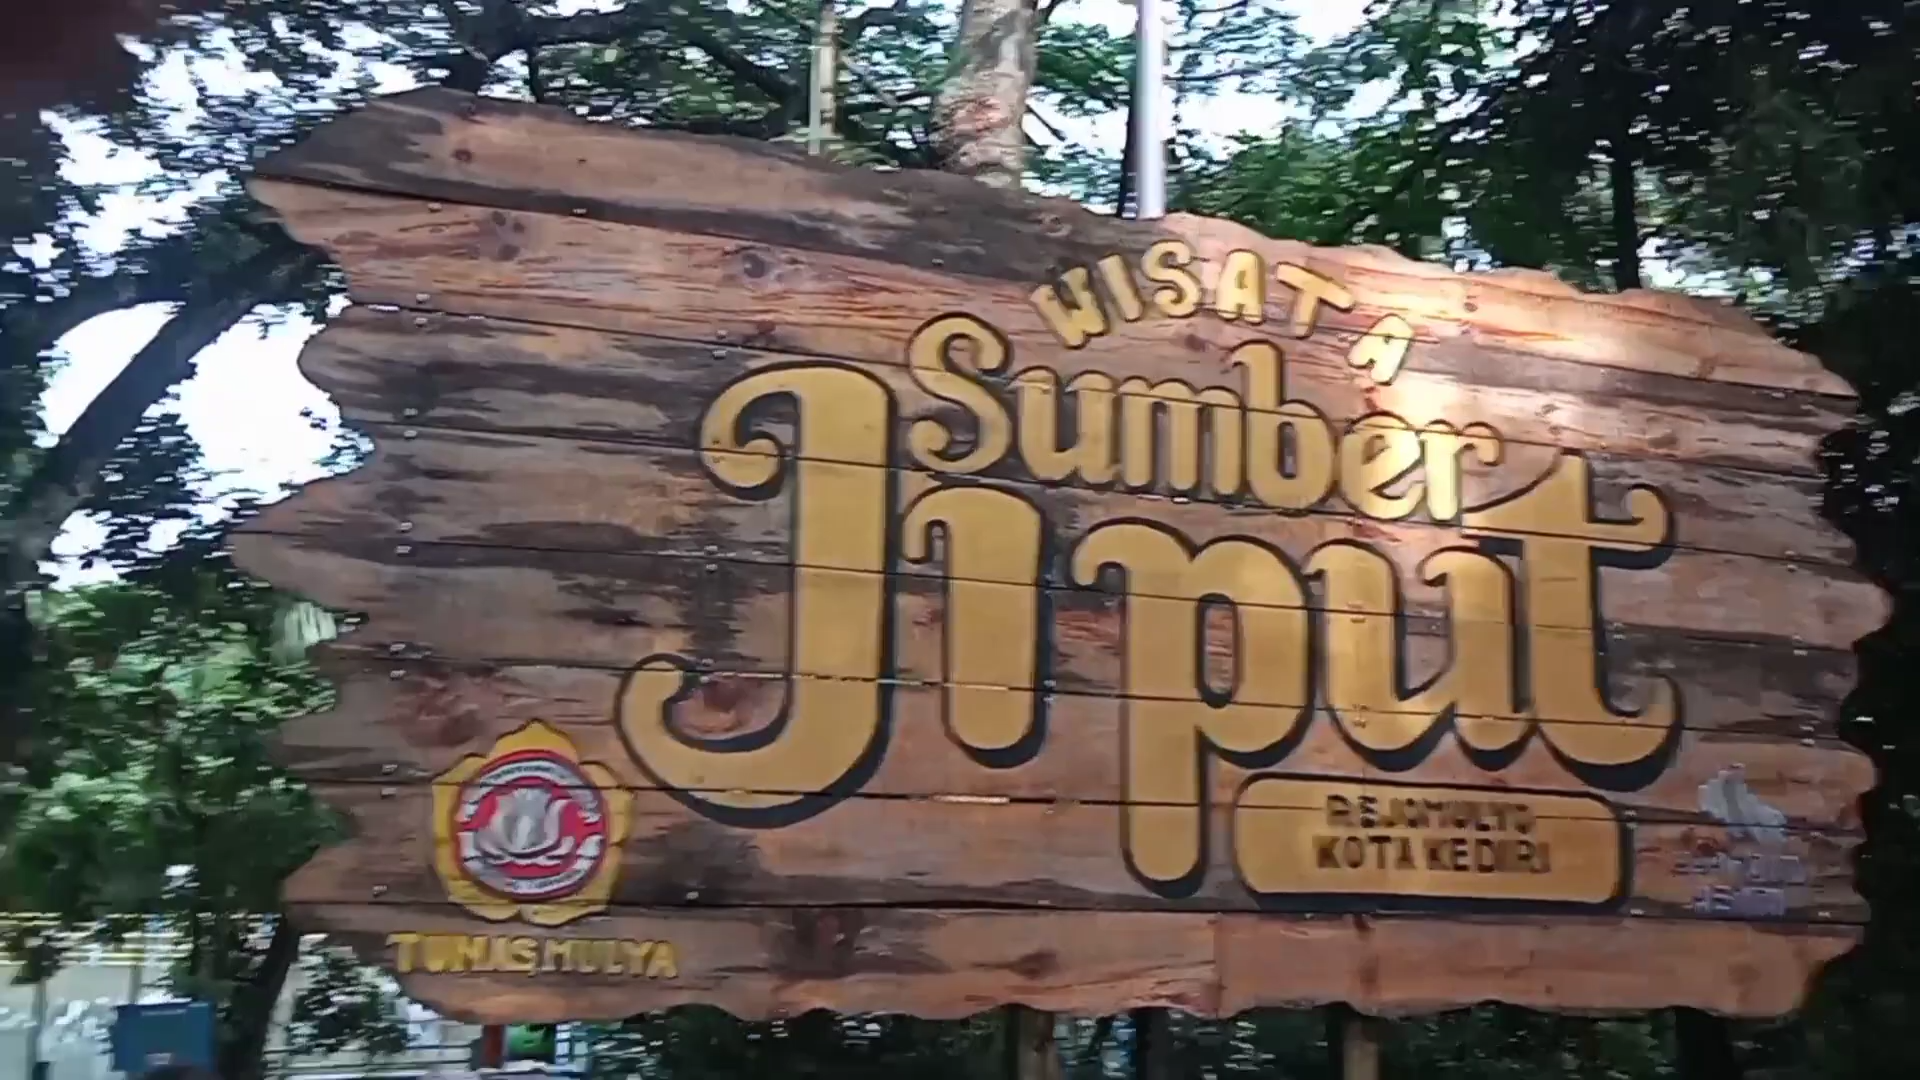 WISATA
Sumber
Jiput
REJOMULYO
KOTA KEDIRI
TUNAS MULYA